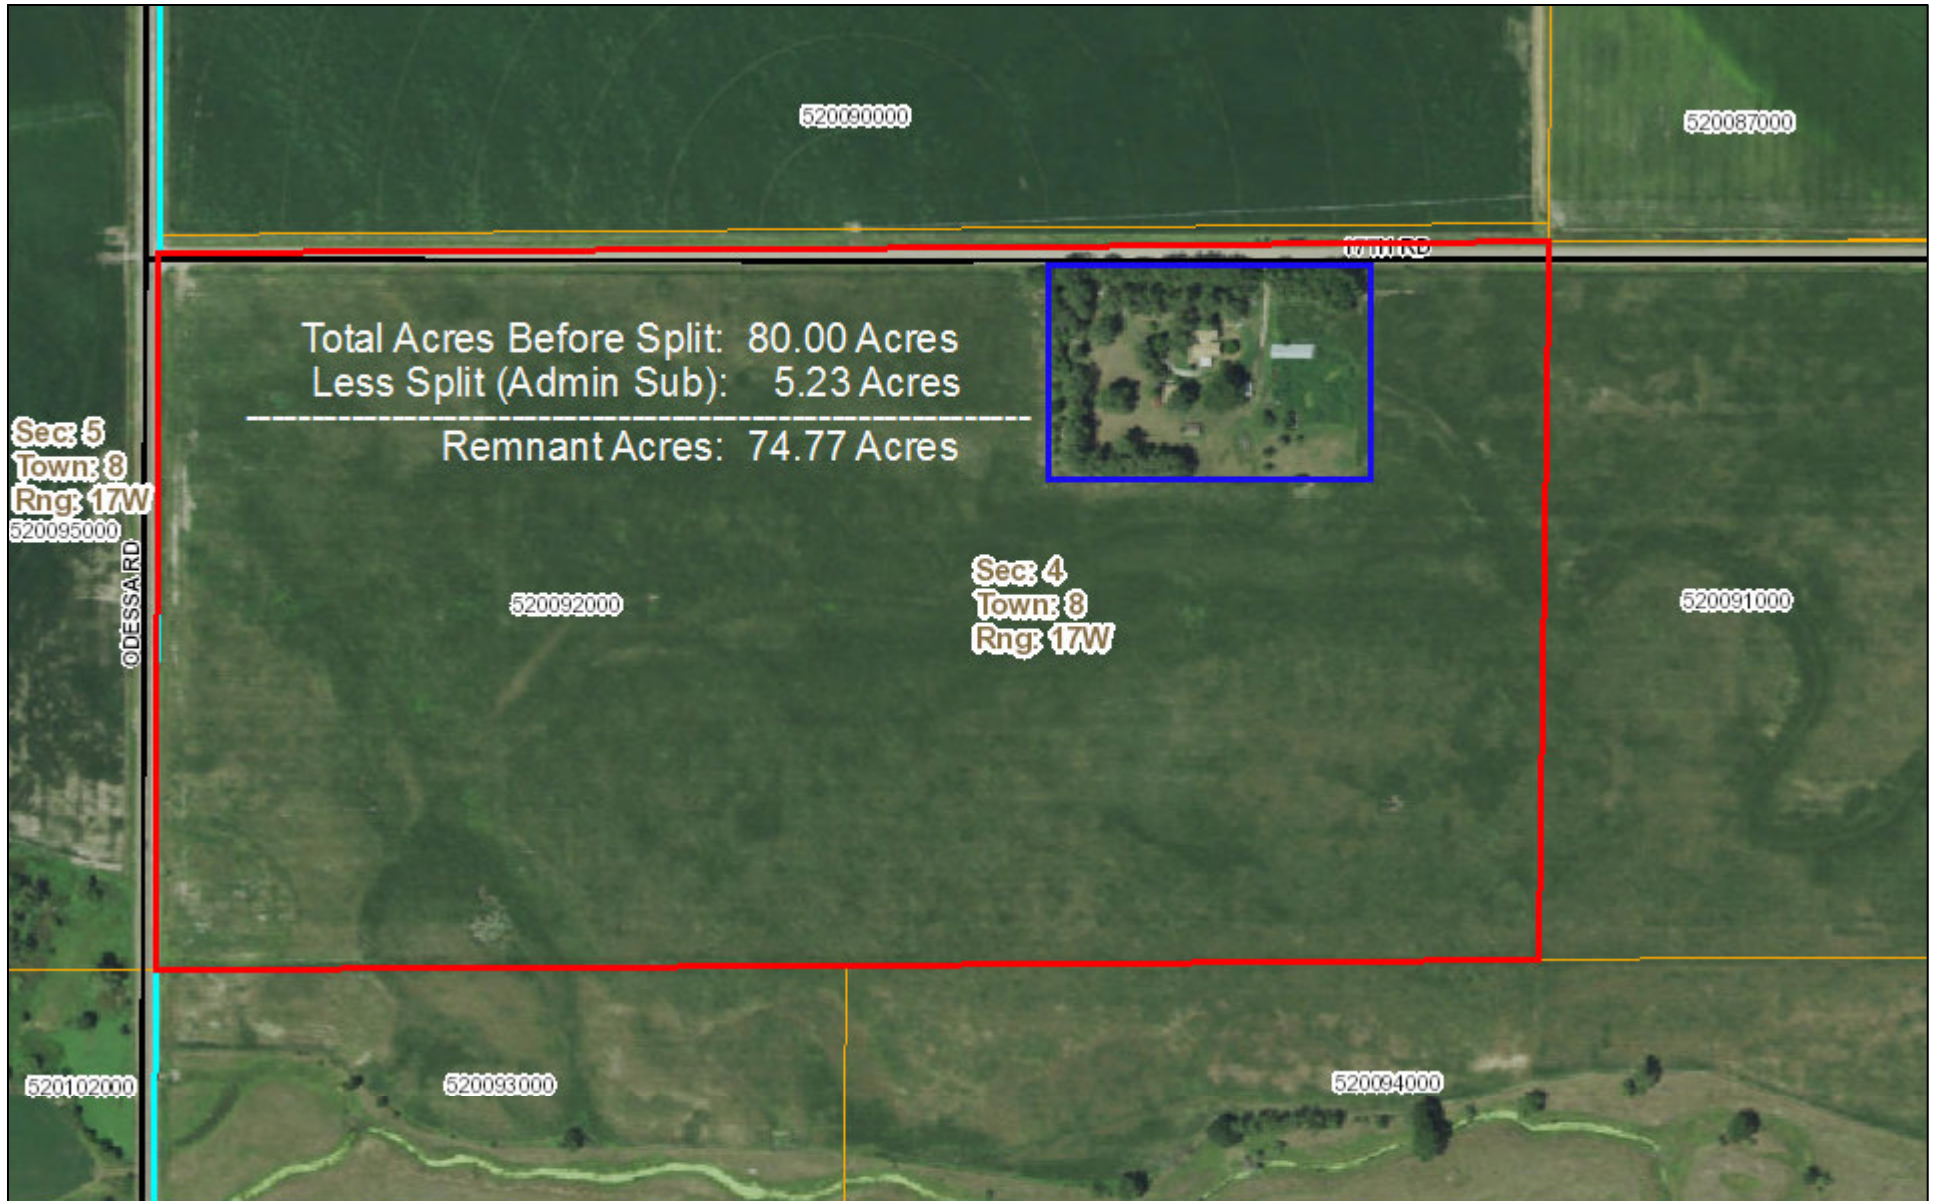 520090000
520087000
17TH RD
Total Acres Before Split: 80.00 Acres
Less Split (Admin Sub): 5.23 Acres
Remnant Acres: 74.77 Acres
Sec: 5
Town: 8
Rng: 17W
520095000
ODESSA RD
520092000
Sec: 4
Town: 8
Rng: 17W
520091000
520102000
520093000
520094000